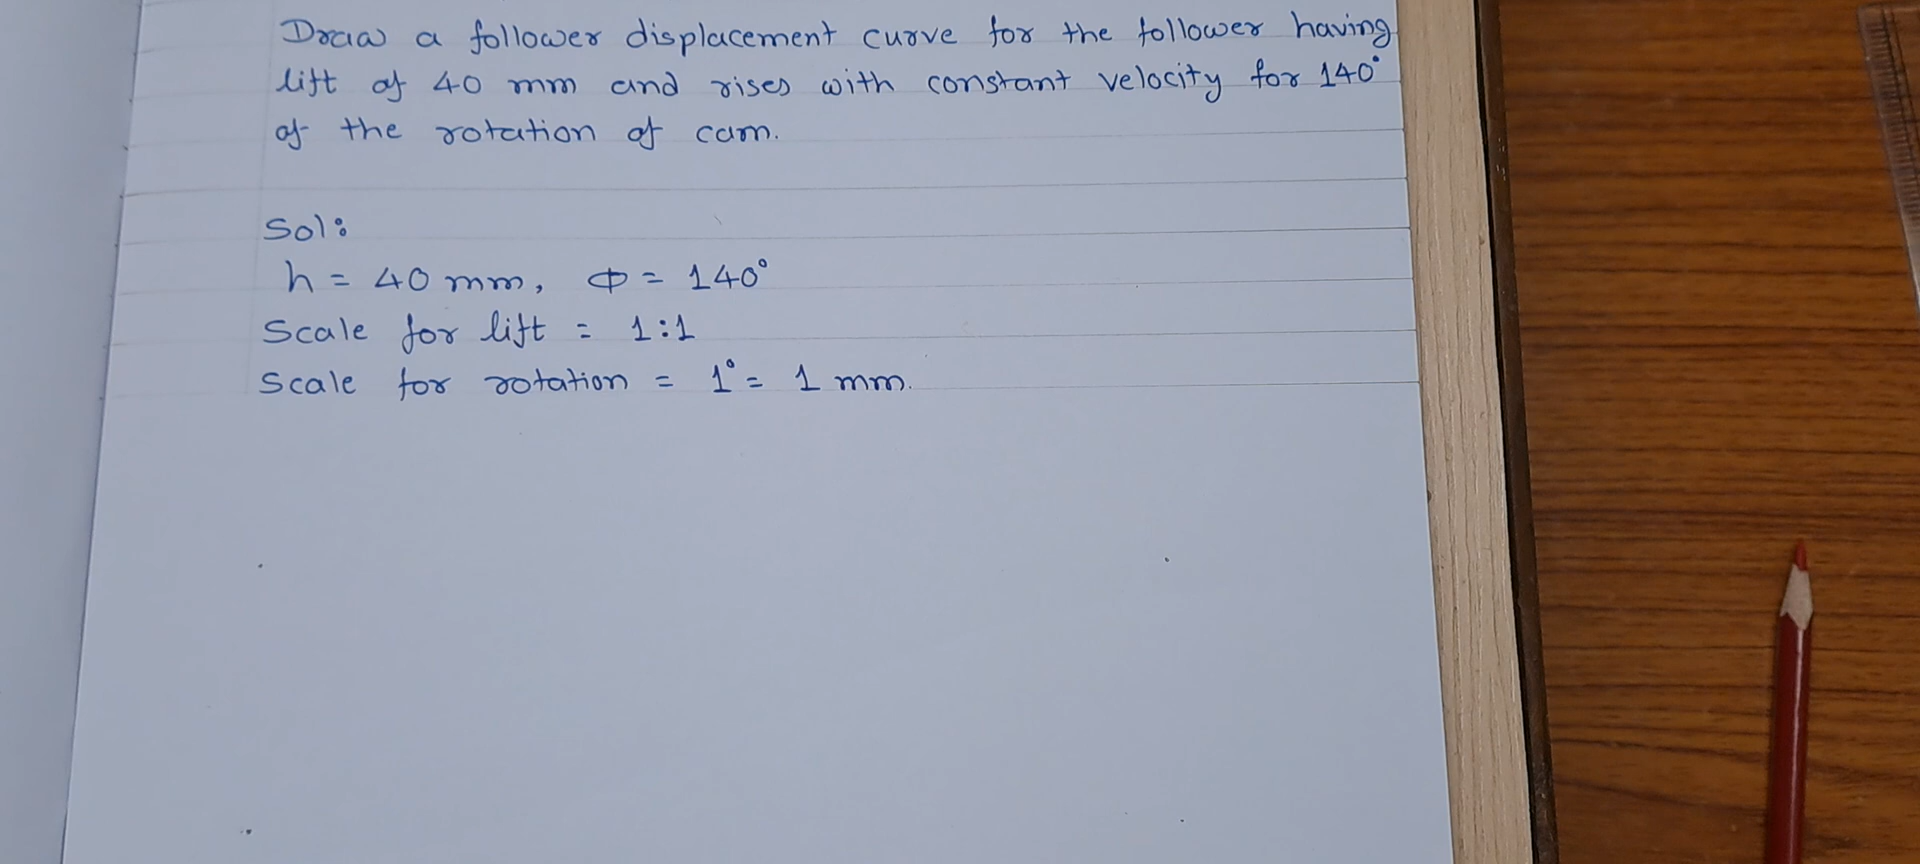 Draw a follower displacement curve for the follower having
lift of 40 mm and rises with constant velocity for 140°
of the rotation of cam.
Sol:
h = 40 mm, Φ = 140°
Scale for lift = 1:1
Scale for rotation = 1° = 1 mm.